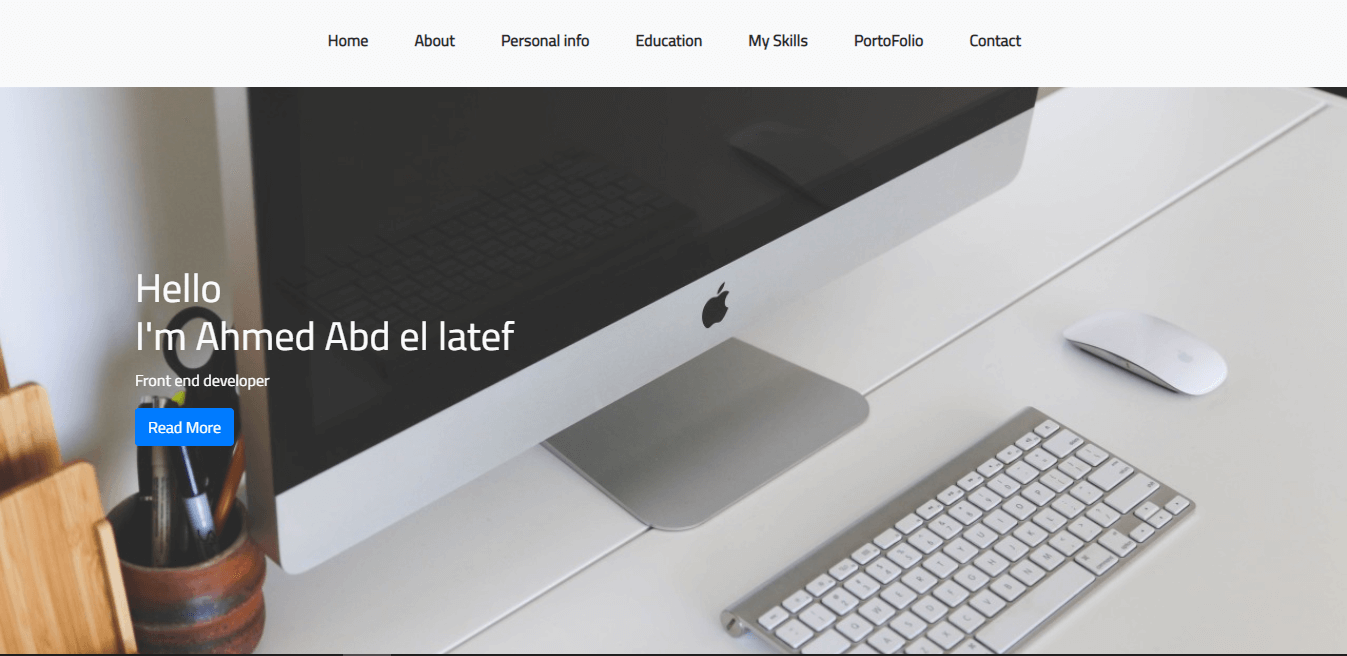 Home About Personal info Education My Skills PortoFolio Contact
Hello
I'm Ahmed Abd el latef
Front end developer
Read More